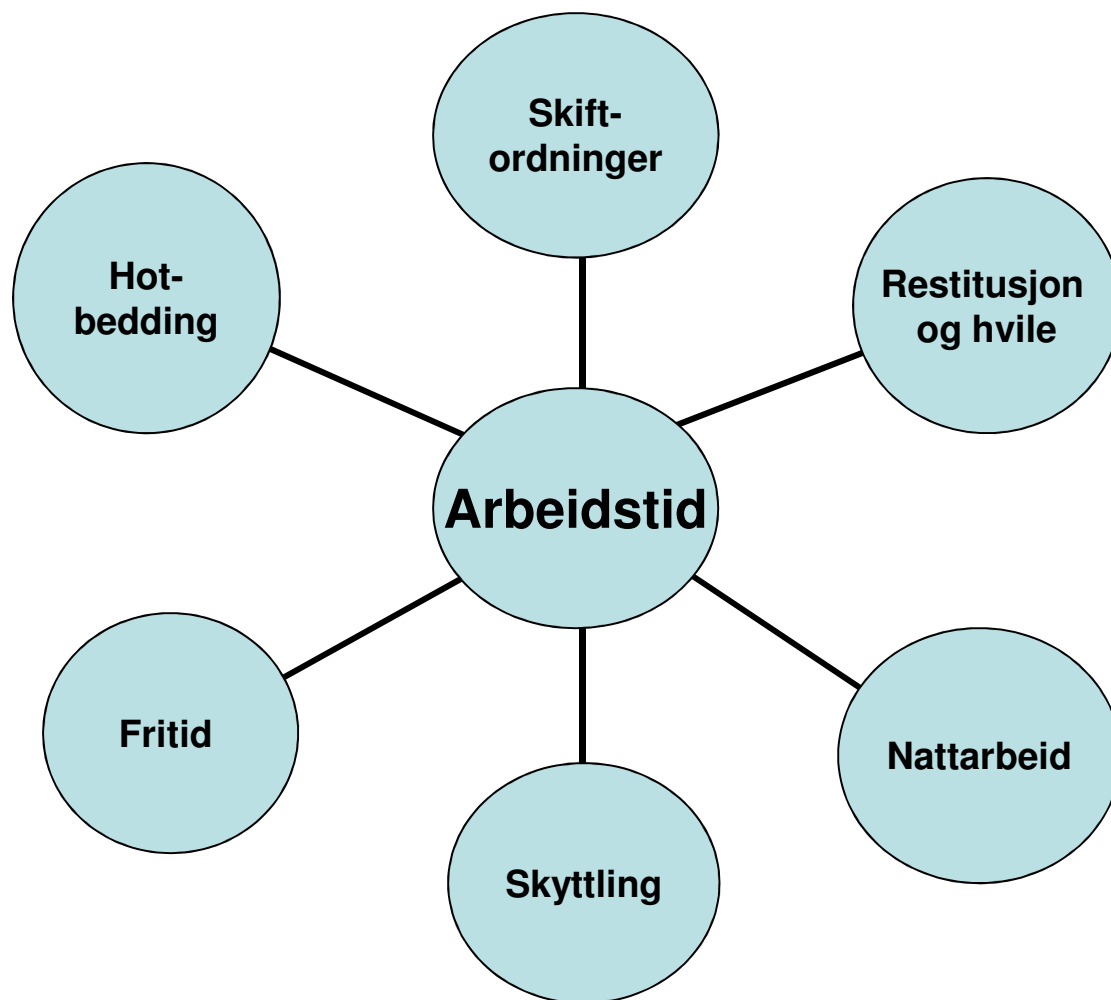 Skift-
ordninger
Hot-
bedding
Restitusjon
og hvile
Arbeidstid
Fritid
Nattarbeid
Skyttling